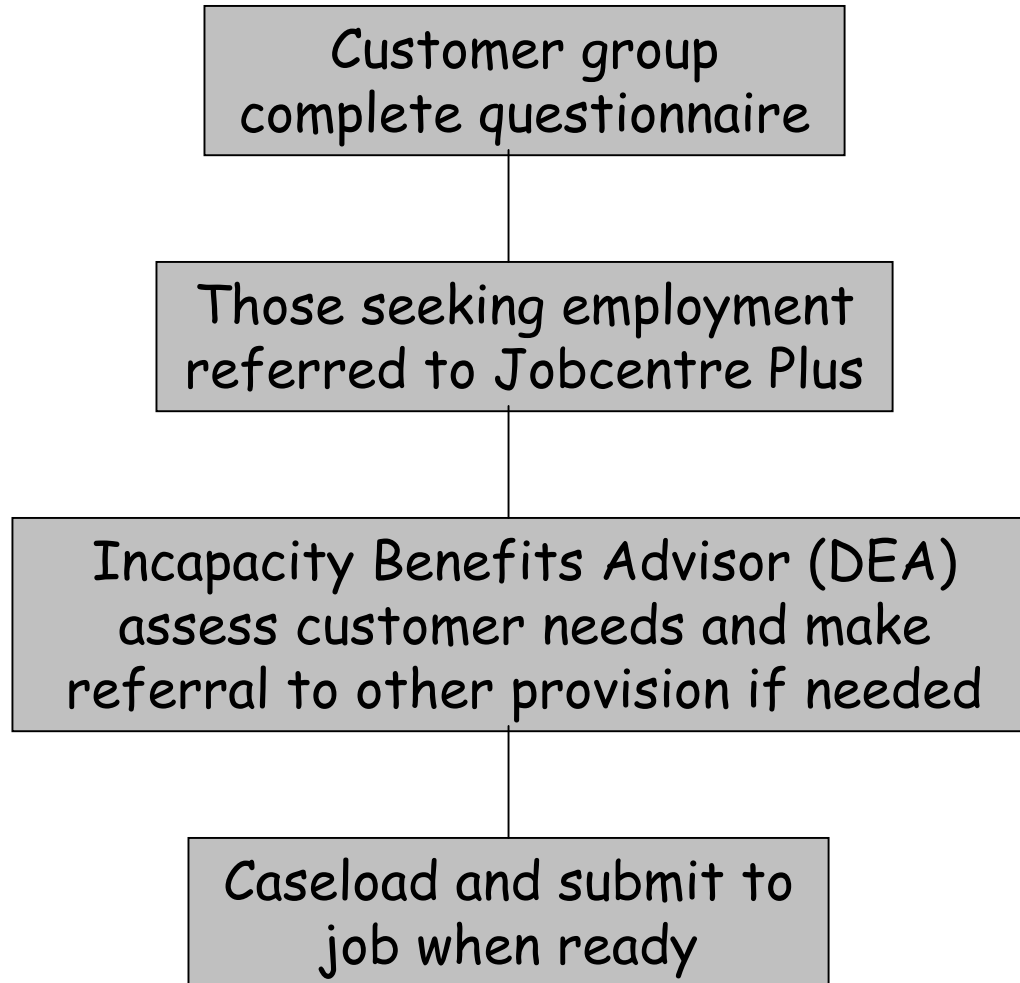 Customer group
complete questionnaire
Those seeking employment
referred to Jobcentre Plus
Incapacity Benefits Advisor (DEA)
assess customer needs and make
referral to other provision if needed
Caseload and submit to
job when ready